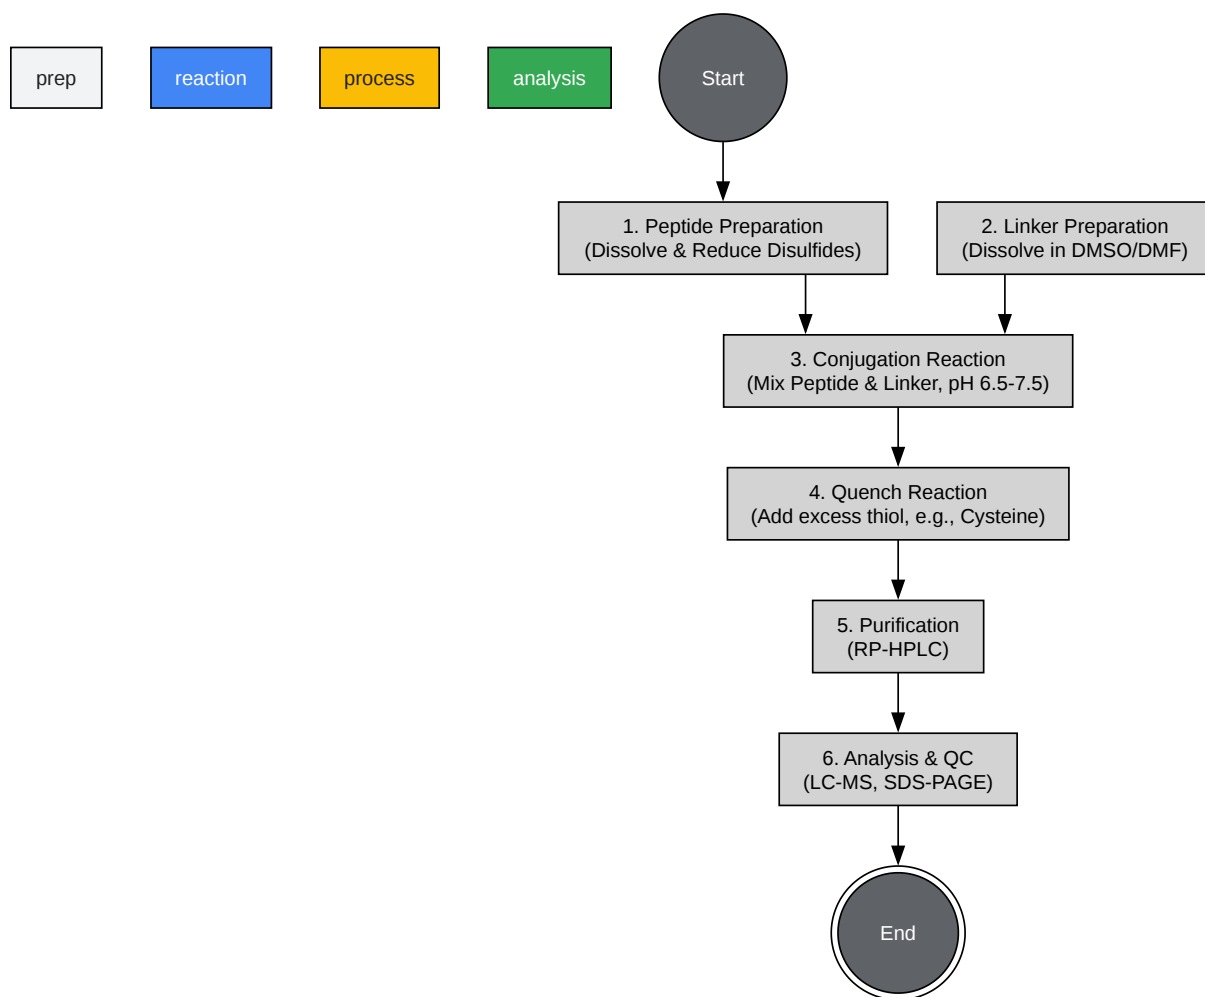 prep
reaction
process
analysis
Start
1. Peptide Preparation
(Dissolve & Reduce Disulfides)
2. Linker Preparation
(Dissolve in DMSO/DMF)
3. Conjugation Reaction
(Mix Peptide & Linker, pH 6.5-7.5)
4. Quench Reaction
(Add excess thiol, e.g., Cysteine)
5. Purification
(RP-HPLC)
6. Analysis & QC
(LC-MS, SDS-PAGE)
End